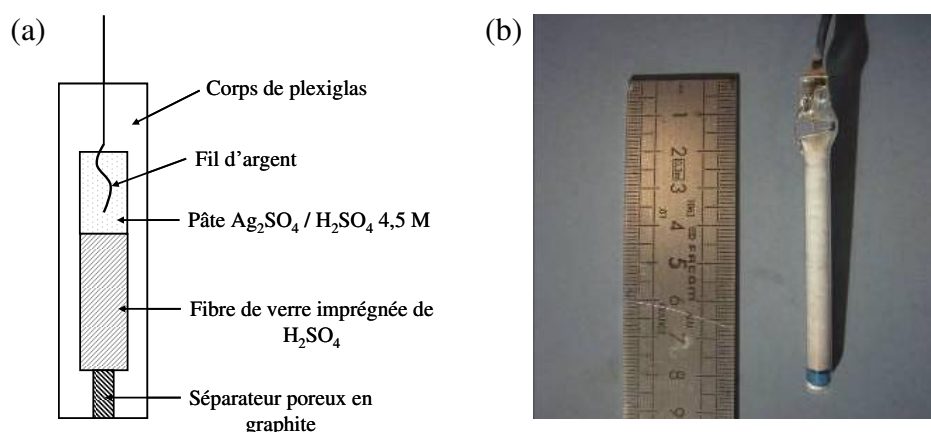 (a)
Corps de plexiglas
Fil d'argent
Pâte Ag₂SO₄ / H₂SO₄ 4,5 M
Fibre de verre imprégnée de
H₂SO₄
Séparateur poreux en
graphite
(b)
1
2
3
4
5
6
7
8
9
FACOM